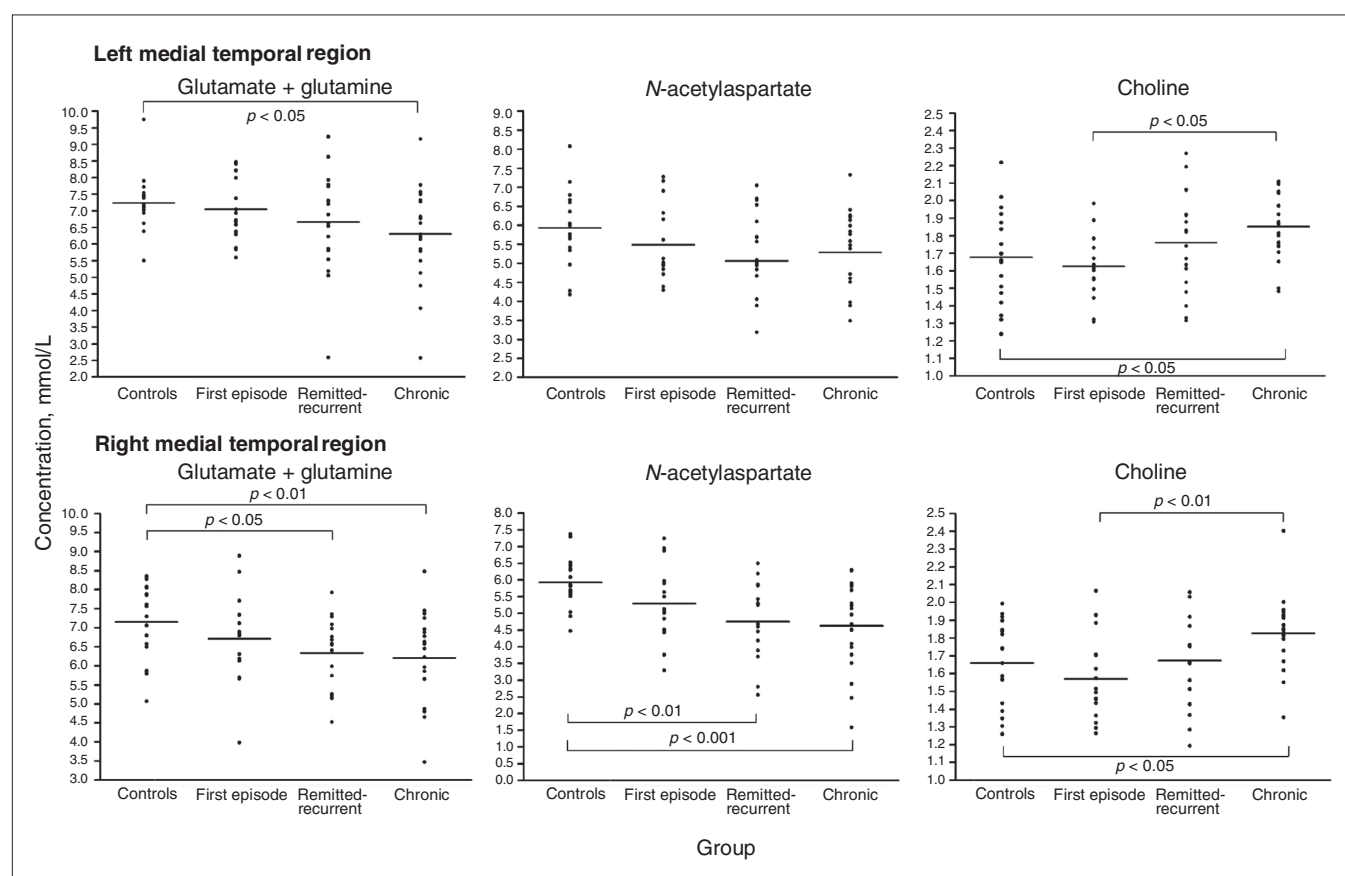 Left medial temporal region
Glutamate + glutamine
N-acetylaspartate
Choline
p < 0.05
10.0
9.5
9.0
8.5
8.0
7.5
7.0
6.5
6.0
5.5
5.0
4.5
4.0
3.5
3.0
2.5
2.0
Controls
First episode
Remitted-
recurrent
Chronic
9.0
8.5
8.0
7.5
7.0
6.5
6.0
5.5
5.0
4.5
4.0
3.5
3.0
2.5
2.0
Controls
First episode
Remitted-
recurrent
Chronic
p < 0.05
2.5
2.4
2.3
2.2
2.1
2.0
1.9
1.8
1.7
1.6
1.5
1.4
1.3
1.2
1.1
1.0
p < 0.05
Controls
First episode
Remitted-
recurrent
Chronic
Concentration, mmol/L
Right medial temporal region
Glutamate + glutamine
N-acetylaspartate
Choline
p < 0.01
p < 0.05
10.0
9.5
9.0
8.5
8.0
7.5
7.0
6.5
6.0
5.5
5.0
4.5
4.0
3.5
3.0
Controls
First episode
Remitted-
recurrent
Chronic
8.0
7.5
7.0
6.5
6.0
5.5
5.0
4.5
4.0
3.5
3.0
2.5
2.0
1.5
1.0
0.5
0.0
p < 0.01
p < 0.001
Controls
First episode
Remitted-
recurrent
Chronic
p < 0.01
2.5
2.4
2.3
2.2
2.1
2.0
1.9
1.8
1.7
1.6
1.5
1.4
1.3
1.2
1.1
1.0
p < 0.05
Controls
First episode
Remitted-
recurrent
Chronic
Group